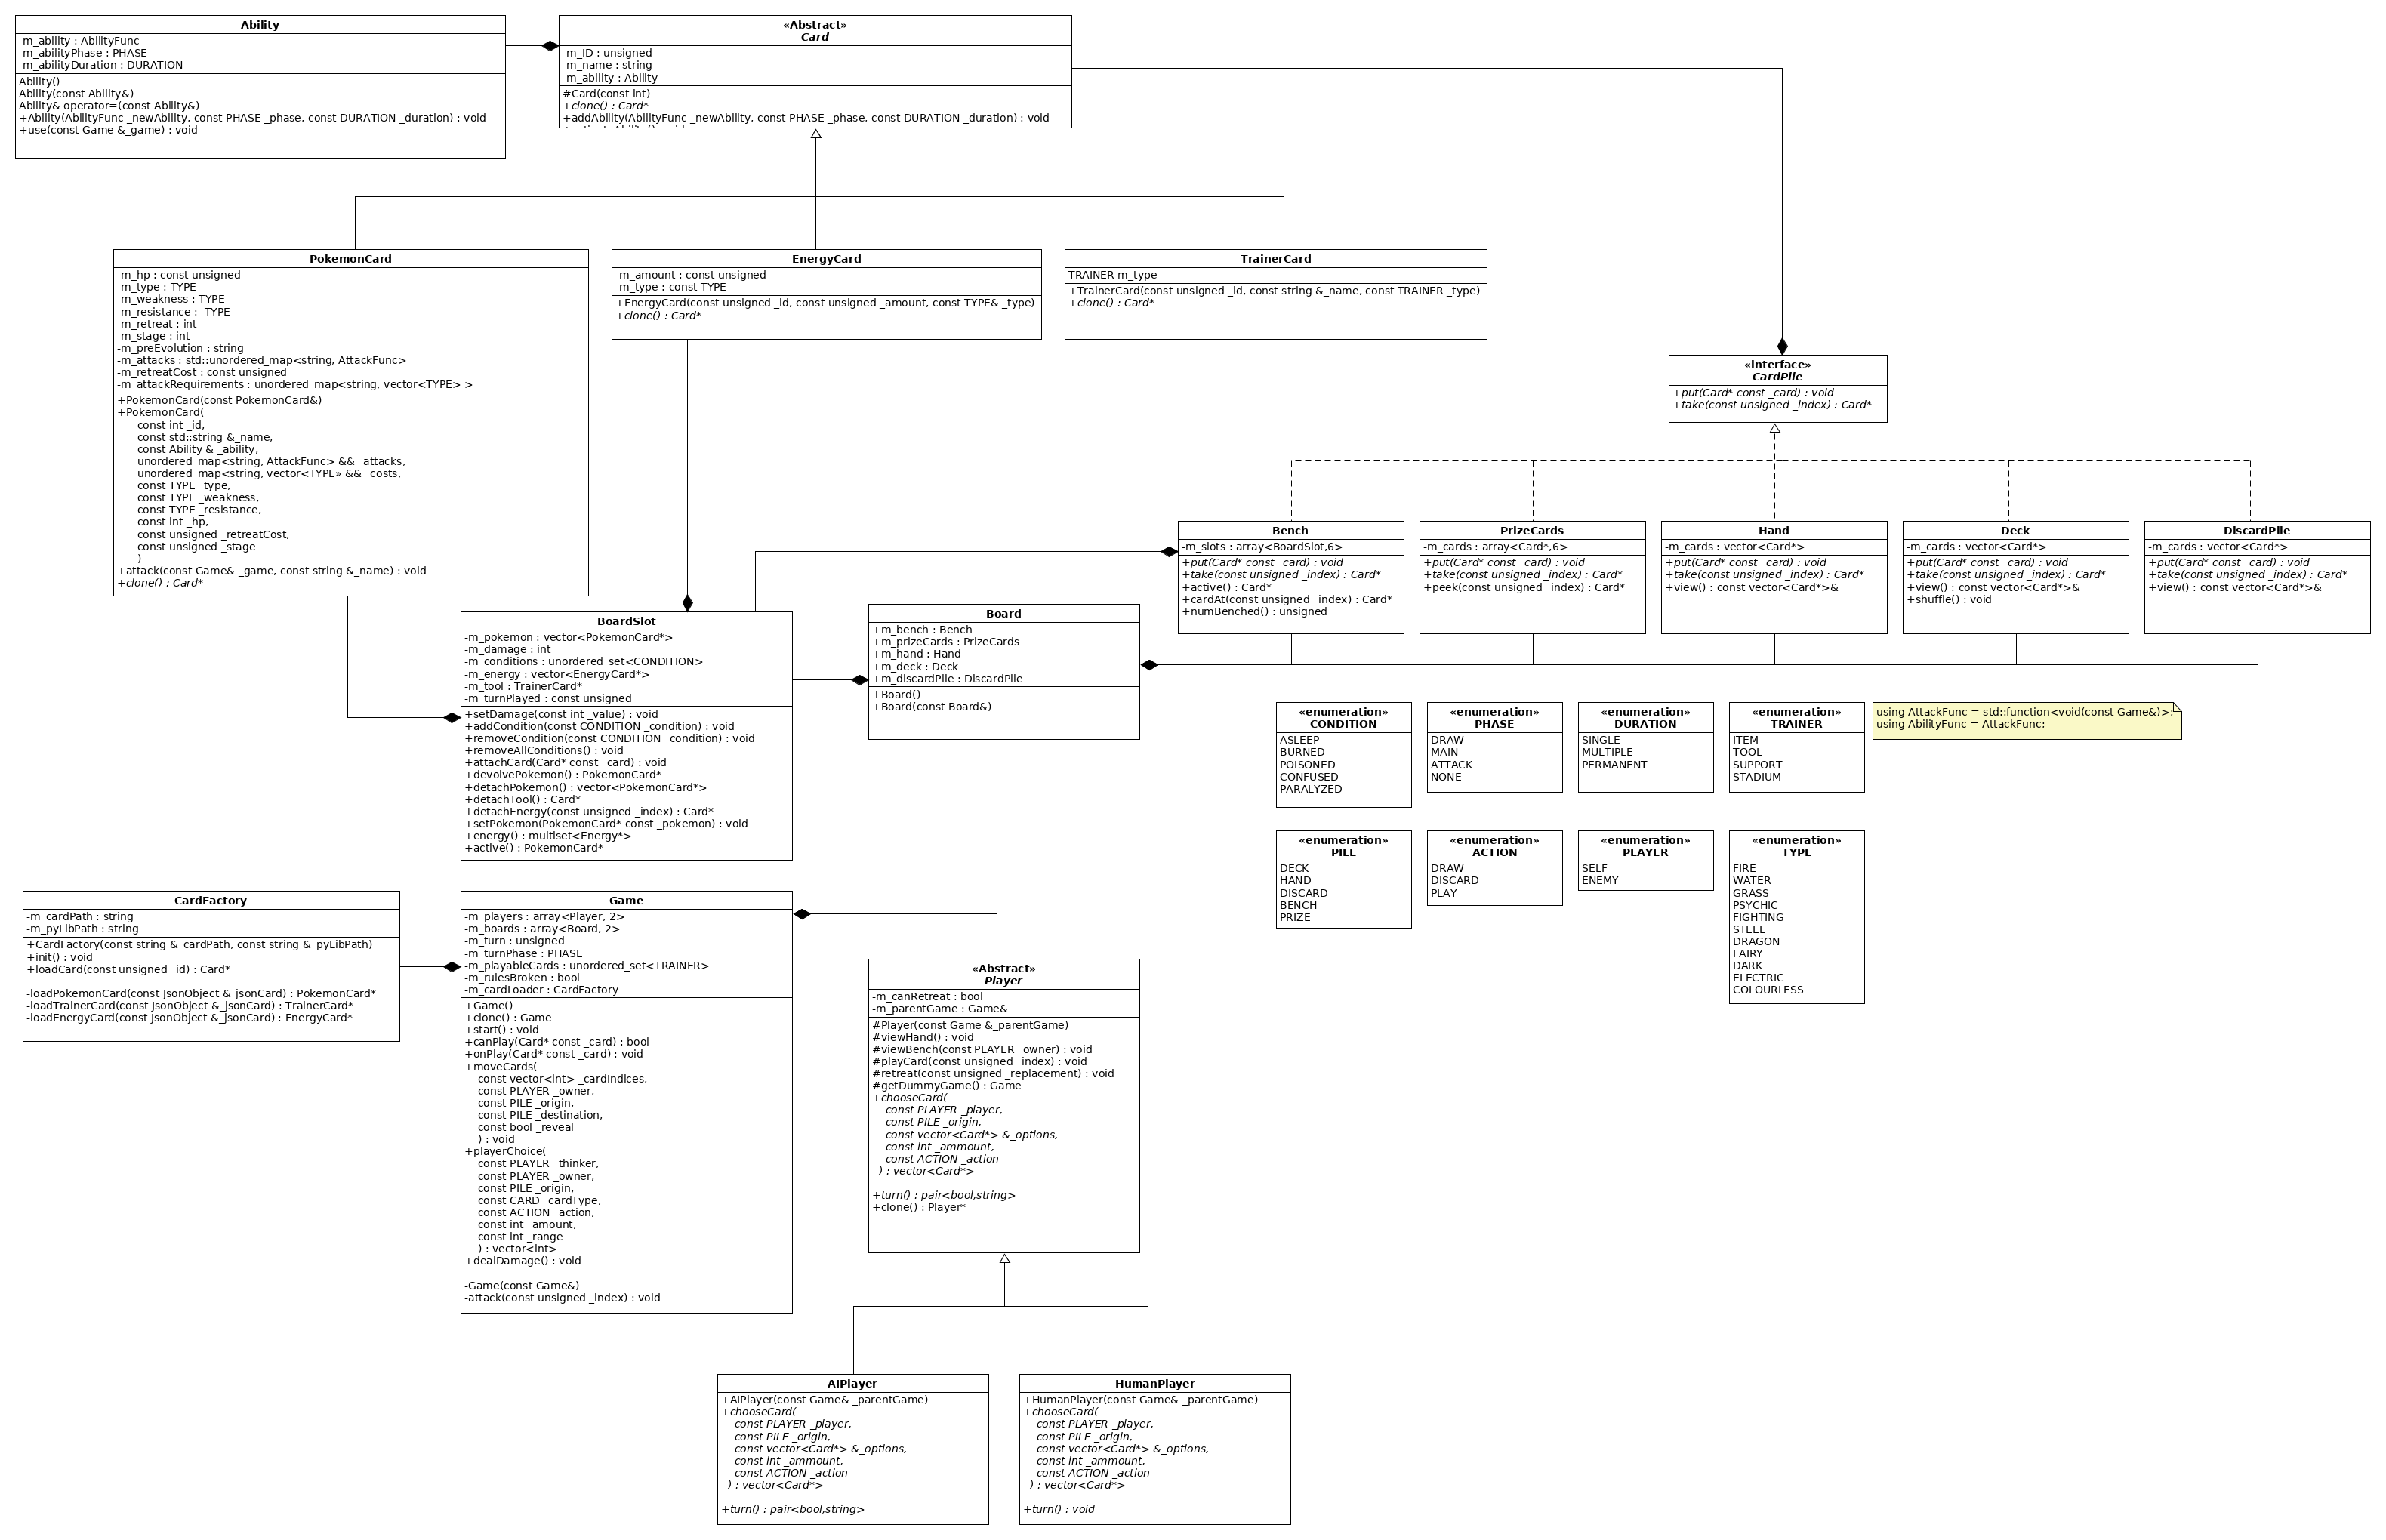 Ability
-m_ability : AbilityFunc
-m_abilityPhase : PHASE
-m_abilityDuration : DURATION
Ability()
Ability(const Ability&)
Ability& operator=(const Ability&)
+Ability(AbilityFunc _newAbility, const PHASE _phase, const DURATION _duration) : void
+use(const Game &_game) : void
«Abstract»
Card
-m_ID : unsigned
-m_name : string
-m_ability : Ability
#Card(const int)
+clone() : Card*
+addAbility(AbilityFunc _newAbility, const PHASE _phase, const DURATION _duration) : void
PokemonCard
-m_hp : const unsigned
-m_type : TYPE
-m_weakness : TYPE
-m_resistance :  TYPE
-m_retreat : int
-m_stage : int
-m_preEvolution : string
-m_attacks : std::unordered_map<string, AttackFunc>
-m_retreatCost : const unsigned
-m_attackRequirements : unordered_map<string, vector<TYPE> >
+PokemonCard(const PokemonCard&)
+PokemonCard(
const int _id,
const std::string &_name,
const Ability & _ability,
unordered_map<string, AttackFunc> && _attacks,
unordered_map<string, vector<TYPE» && _costs,
const TYPE _type,
const TYPE _weakness,
const TYPE _resistance,
const int _hp,
const unsigned _retreatCost,
const unsigned _stage
)
+attack(const Game& _game, const string &_name) : void
+clone() : Card*
EnergyCard
-m_amount : const unsigned
-m_type : const TYPE
+EnergyCard(const unsigned _id, const unsigned _amount, const TYPE& _type)
+clone() : Card*
TrainerCard
TRAINER m_type
+TrainerCard(const unsigned _id, const string &_name, const TRAINER _type)
+clone() : Card*
«interface»
CardPile
+put(Card* const _card) : void
+take(const unsigned _index) : Card*
Bench
-m_slots : array<BoardSlot,6>
+put(Card* const _card) : void
+take(const unsigned _index) : Card*
+active() : Card*
+cardAt(const unsigned _index) : Card*
+numBenched() : unsigned
PrizeCards
-m_cards : array<Card*,6>
+put(Card* const _card) : void
+take(const unsigned _index) : Card*
+peek(const unsigned _index) : Card*
Hand
-m_cards : vector<Card*>
+put(Card* const _card) : void
+take(const unsigned _index) : Card*
+view() : const vector<Card*>&
Deck
-m_cards : vector<Card*>
+put(Card* const _card) : void
+take(const unsigned _index) : Card*
+view() : const vector<Card*>&
+shuffle() : void
DiscardPile
-m_cards : vector<Card*>
+put(Card* const _card) : void
+take(const unsigned _index) : Card*
+view() : const vector<Card*>&
BoardSlot
-m_pokemon : vector<PokemonCard*>
-m_damage : int
-m_conditions : unordered_set<CONDITION>
-m_energy : vector<EnergyCard*>
-m_tool : TrainerCard*
-m_turnPlayed : const unsigned
+setDamage(const int _value) : void
+addCondition(const CONDITION _condition) : void
+removeCondition(const CONDITION _condition) : void
+removeAllConditions() : void
+attachCard(Card* const _card) : void
+devolvePokemon() : PokemonCard*
+detachPokemon() : vector<PokemonCard*>
+detachTool() : Card*
+detachEnergy(const unsigned _index) : Card*
+setPokemon(PokemonCard* const _pokemon) : void
+energy() : multiset<Energy*>
+active() : PokemonCard*
Board
+m_bench : Bench
+m_prizeCards : PrizeCards
+m_hand : Hand
+m_deck : Deck
+m_discardPile : DiscardPile
+Board()
+Board(const Board&)
«enumeration»
CONDITION
ASLEEP
BURNED
POISONED
CONFUSED
PARALYZED
«enumeration»
PHASE
DRAW
MAIN
ATTACK
NONE
«enumeration»
DURATION
SINGLE
MULTIPLE
PERMANENT
«enumeration»
TRAINER
ITEM
TOOL
SUPPORT
STADIUM
using AttackFunc = std::function<void(const Game&)>;
using AbilityFunc = AttackFunc;
«enumeration»
PILE
DECK
HAND
DISCARD
BENCH
PRIZE
«enumeration»
ACTION
DRAW
DISCARD
PLAY
«enumeration»
PLAYER
SELF
ENEMY
«enumeration»
TYPE
FIRE
WATER
GRASS
PSYCHIC
FIGHTING
STEEL
DRAGON
FAIRY
DARK
ELECTRIC
COLOURLESS
CardFactory
-m_cardPath : string
-m_pyLibPath : string
+CardFactory(const string &_cardPath, const string &_pyLibPath)
+init() : void
+loadCard(const unsigned _id) : Card*
-loadPokemonCard(const JsonObject &_jsonCard) : PokemonCard*
-loadTrainerCard(const JsonObject &_jsonCard) : TrainerCard*
-loadEnergyCard(const JsonObject &_jsonCard) : EnergyCard*
Game
-m_players : array<Player, 2>
-m_boards : array<Board, 2>
-m_turn : unsigned
-m_turnPhase : PHASE
-m_playableCards : unordered_set<TRAINER>
-m_rulesBroken : bool
-m_cardLoader : CardFactory
+Game()
+clone() : Game
+start() : void
+canPlay(Card* const _card) : bool
+onPlay(Card* const _card) : void
+moveCards(
const vector<int> _cardIndices,
const PLAYER _owner,
const PILE _origin,
const PILE _destination,
const bool _reveal
) : void
+playerChoice(
const PLAYER _thinker,
const PLAYER _owner,
const PILE _origin,
const CARD _cardType,
const ACTION _action,
const int _amount,
const int _range
) : vector<int>
+dealDamage() : void
-Game(const Game&)
-attack(const unsigned _index) : void
«Abstract»
Player
-m_canRetreat : bool
-m_parentGame : Game&
#Player(const Game &_parentGame)
#viewHand() : void
#viewBench(const PLAYER _owner) : void
#playCard(const unsigned _index) : void
#retreat(const unsigned _replacement) : void
#getDummyGame() : Game
+chooseCard(
const PLAYER _player,
const PILE _origin,
const vector<Card*> &_options,
const int _ammount,
const ACTION _action
) : vector<Card*>
+turn() : pair<bool,string>
+clone() : Player*
AIPlayer
+AIPlayer(const Game& _parentGame)
+chooseCard(
const PLAYER _player,
const PILE _origin,
const vector<Card*> &_options,
const int _ammount,
const ACTION _action
) : vector<Card*>
+turn() : pair<bool,string>
HumanPlayer
+HumanPlayer(const Game& _parentGame)
+chooseCard(
const PLAYER _player,
const PILE _origin,
const vector<Card*> &_options,
const int _ammount,
const ACTION _action
) : vector<Card*>
+turn() : void